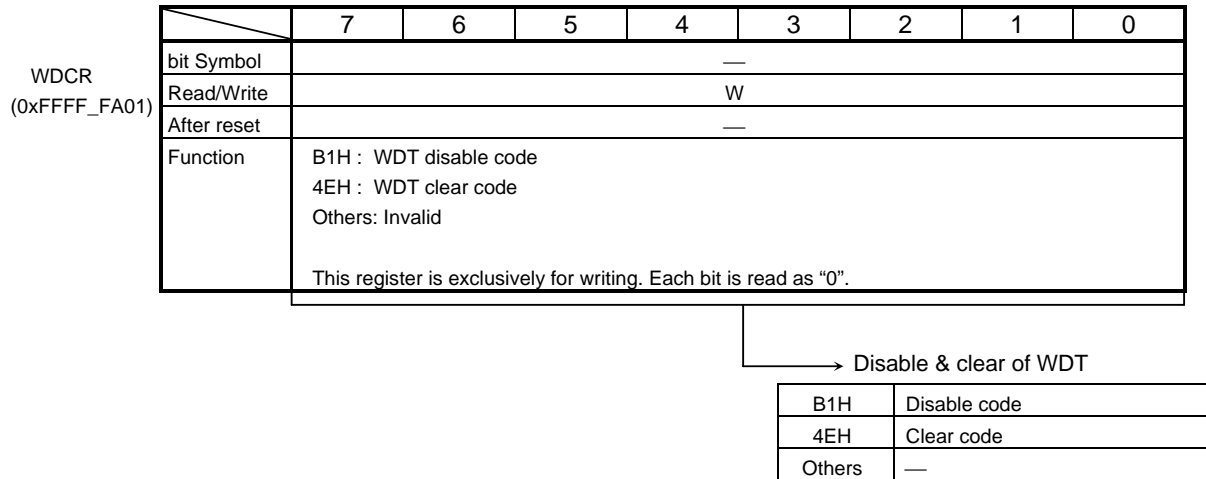 7 6 5 4 3 2 1 0
WDCR
(0xFFFF_FA01)
bit Symbol —
Read/Write W
After reset —
Function B1H : WDT disable code
4EH : WDT clear code
Others: Invalid
This register is exclusively for writing. Each bit is read as “0”.
Disable & clear of WDT
B1H Disable code
4EH Clear code
Others —